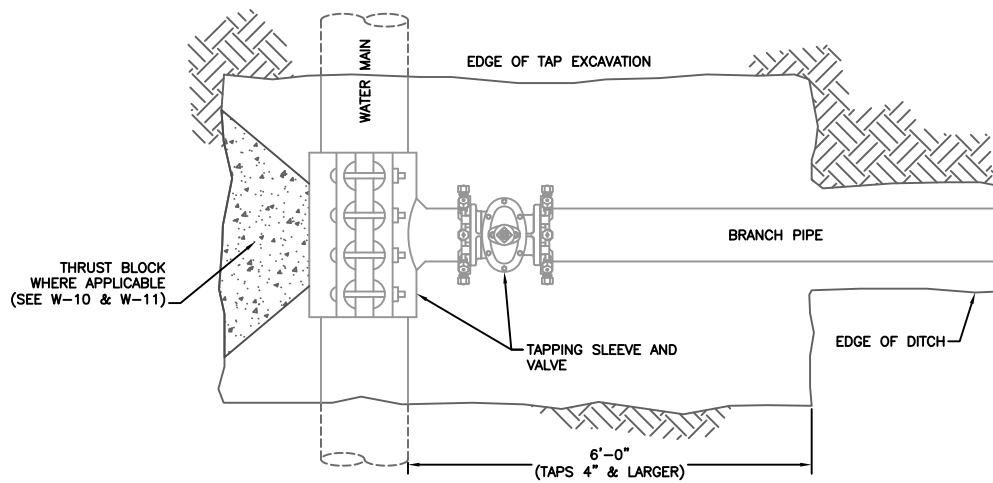 WATER MAIN
EDGE OF TAP EXCAVATION
BRANCH PIPE
THRUST BLOCK
WHERE APPLICABLE
(SEE W-10 & W-11)
TAPPING SLEEVE AND
VALVE
EDGE OF DITCH
6'-0"
(TAPS 4" & LARGER)